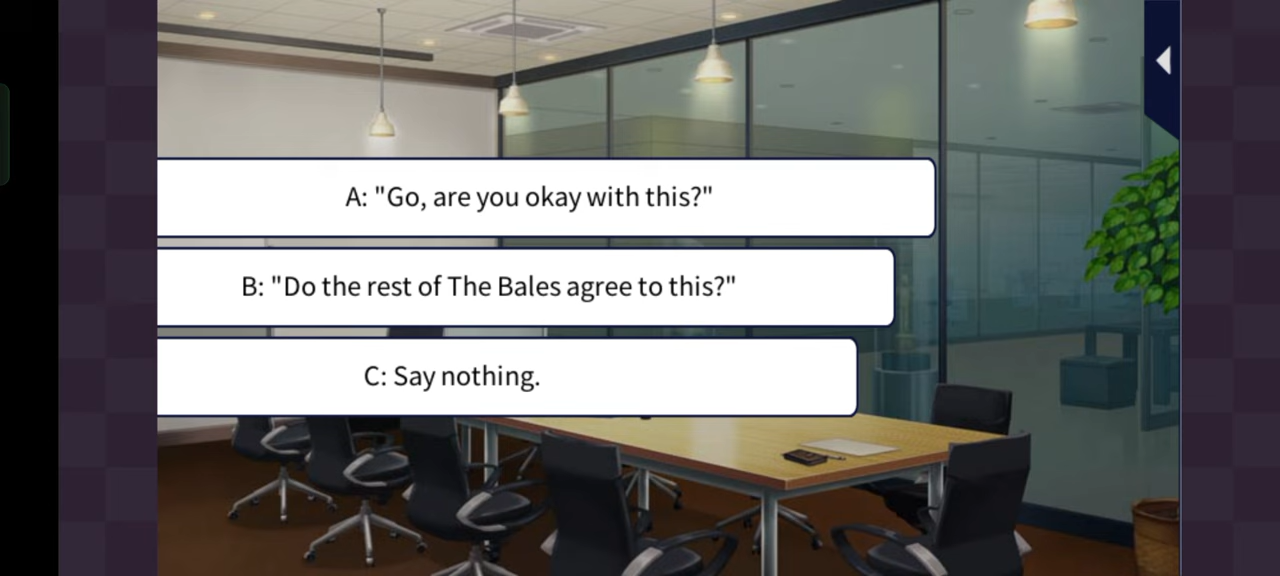 A: "Go, are you okay with this?"
B: "Do the rest of The Bales agree to this?"
C: Say nothing.